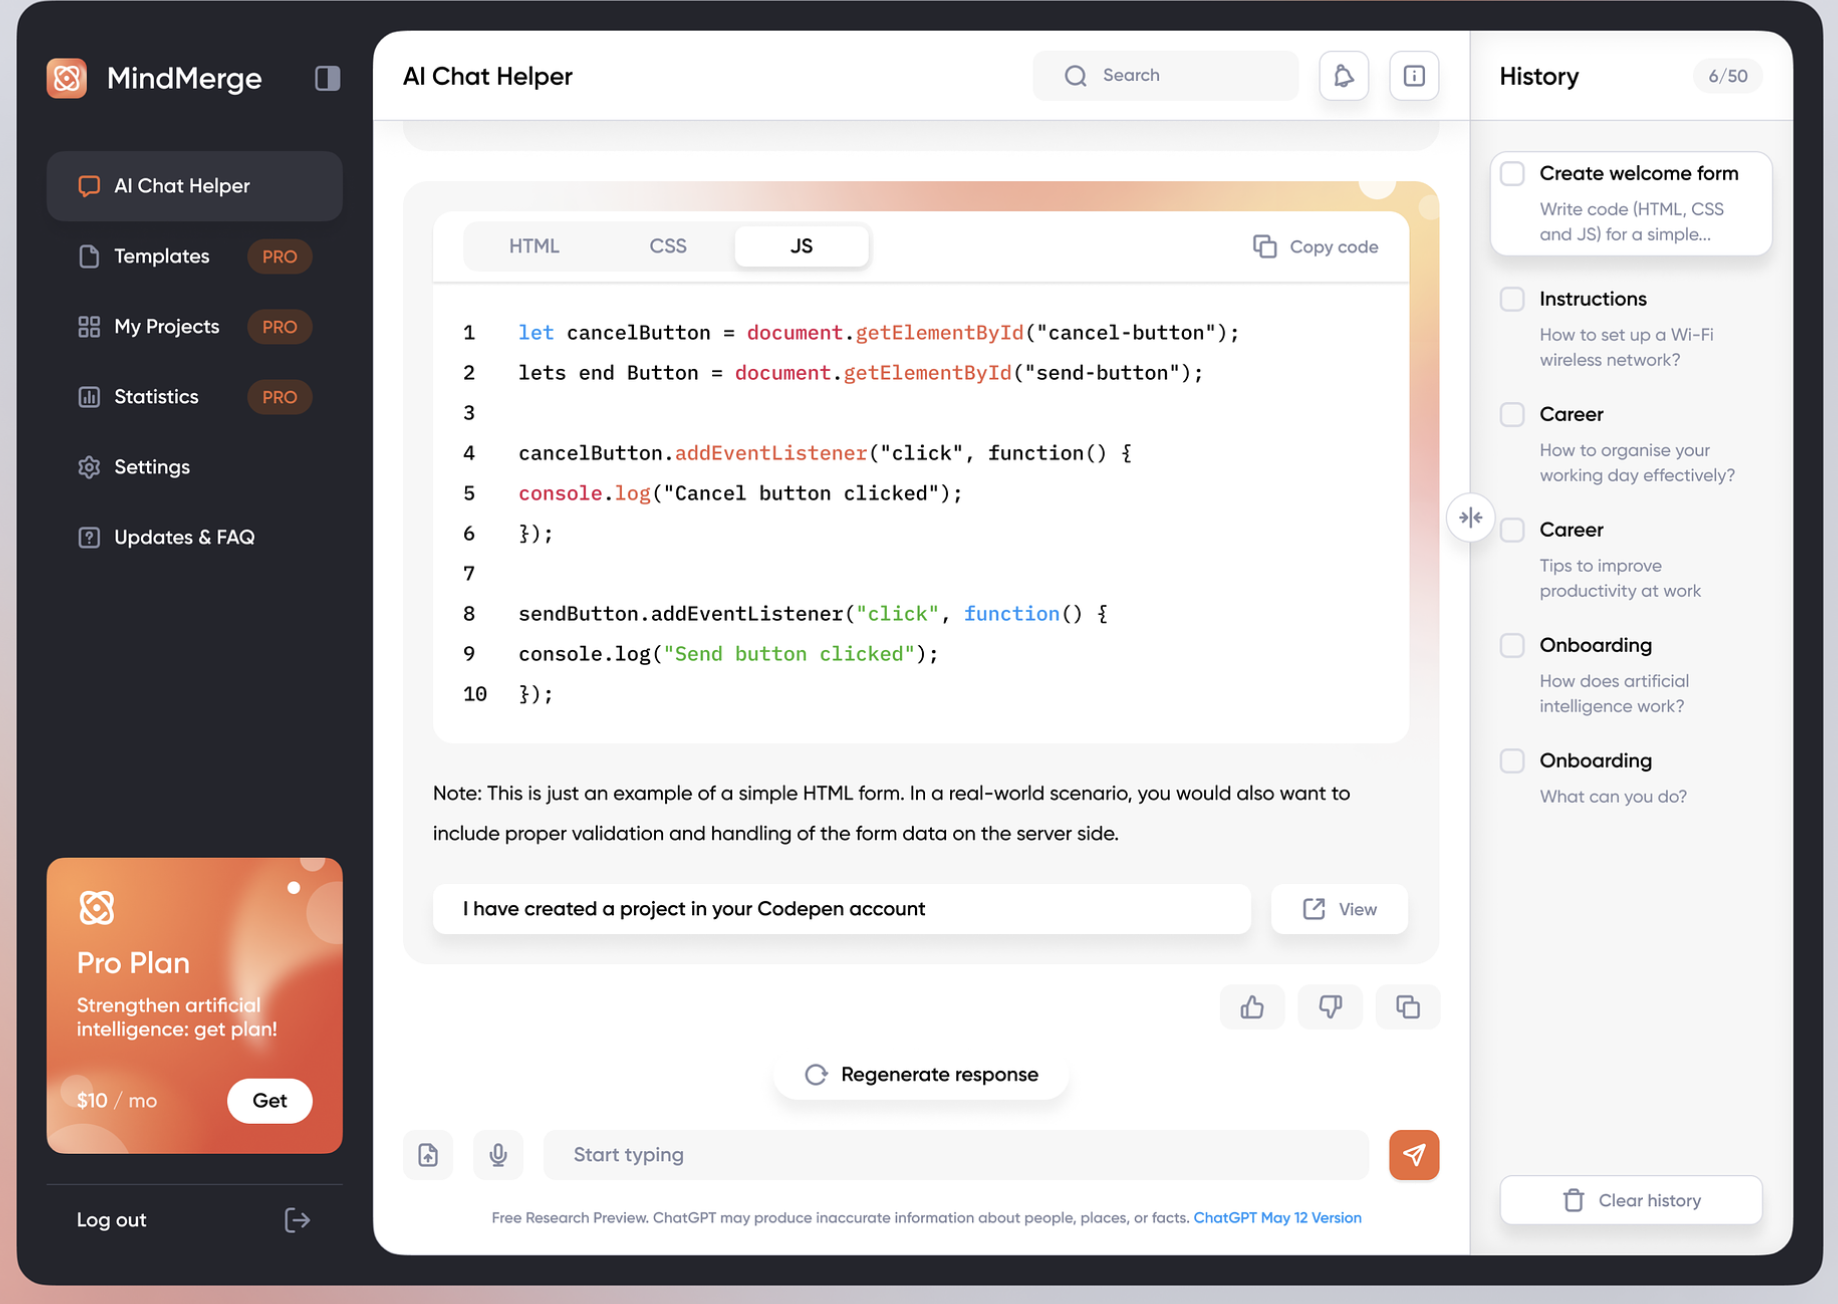 MindMerge
AI Chat Helper
Templates PRO
My Projects PRO
Statistics PRO
Settings
Updates & FAQ
Pro Plan
Strengthen artificial
intelligence: get plan!
$10 / mo Get
Log out
AI Chat Helper
Search
HTML CSS JS Copy code
1 let cancelButton = document.getElementById("cancel-button");
2 lets end Button = document.getElementById("send-button");
3
4 cancelButton.addEventListener("click", function() {
5 console.log("Cancel button clicked");
6 });
7
8 sendButton.addEventListener("click", function() {
9 console.log("Send button clicked");
10 });
Note: This is just an example of a simple HTML form. In a real-world scenario, you would also want to
include proper validation and handling of the form data on the server side.
I have created a project in your Codepen account View
Regenerate response
Start typing
Free Research Preview. ChatGPT may produce inaccurate information about people, places, or facts. ChatGPT May 12 Version
History 6/50
Create welcome form
Write code (HTML, CSS
and JS) for a simple...
Instructions
How to set up a Wi-Fi
wireless network?
Career
How to organise your
working day effectively?
Career
Tips to improve
productivity at work
Onboarding
How does artificial
intelligence work?
Onboarding
What can you do?
Clear history